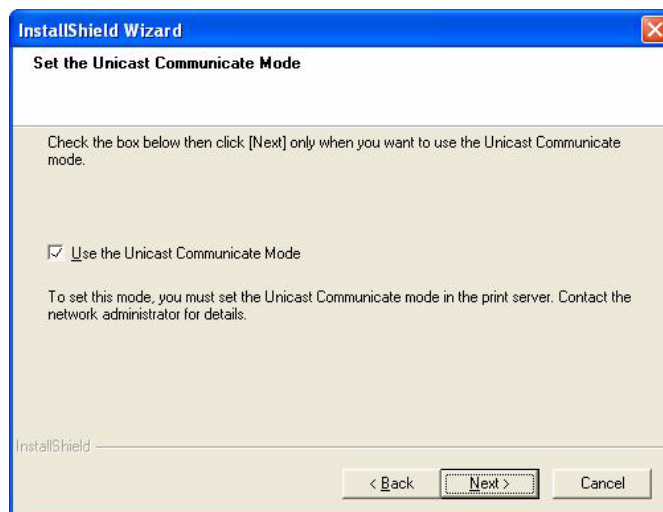 InstallShield Wizard
Set the Unicast Communicate Mode
Check the box below then click [Next] only when you want to use the Unicast Communicate
mode.
Use the Unicast Communicate Mode
To set this mode, you must set the Unicast Communicate mode in the print server. Contact the
network administrator for details.
InstallShield
< Back Next > Cancel